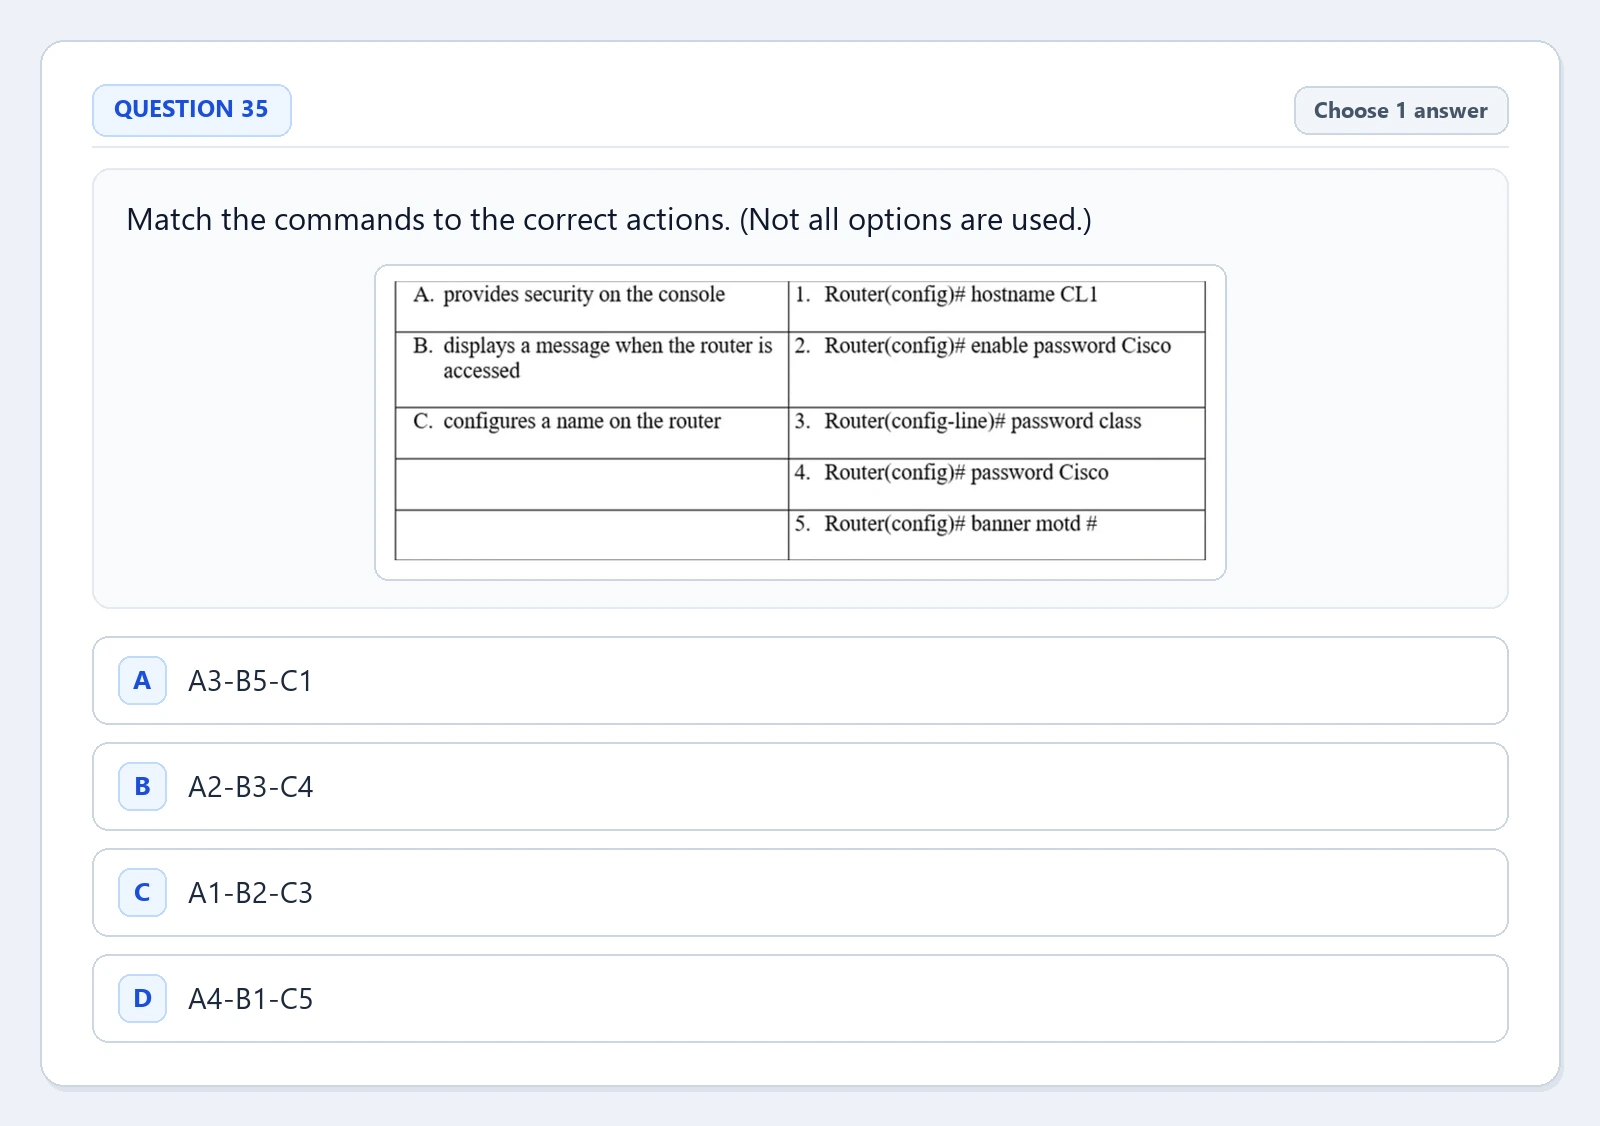 QUESTION 35
Choose 1 answer
Match the commands to the correct actions. (Not all options are used.)
A. provides security on the console
1. Router(config)# hostname CL1
B. displays a message when the router is
accessed
2. Router(config)# enable password Cisco
C. configures a name on the router
3. Router(config-line)# password class
4. Router(config)# password Cisco
5. Router(config)# banner motd #
A A3-B5-C1
B A2-B3-C4
C A1-B2-C3
D A4-B1-C5